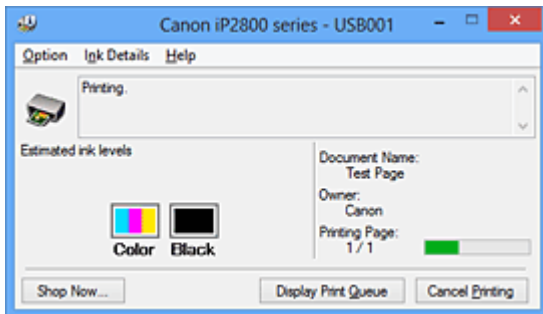 Canon iP2800 series - USB001
Option Ink Details Help
Printing.
Estimated ink levels
Document Name:
Test Page
Owner:
Canon
Printing Page:
1 / 1
Color Black
Shop Now... Display Print Queue Cancel Printing